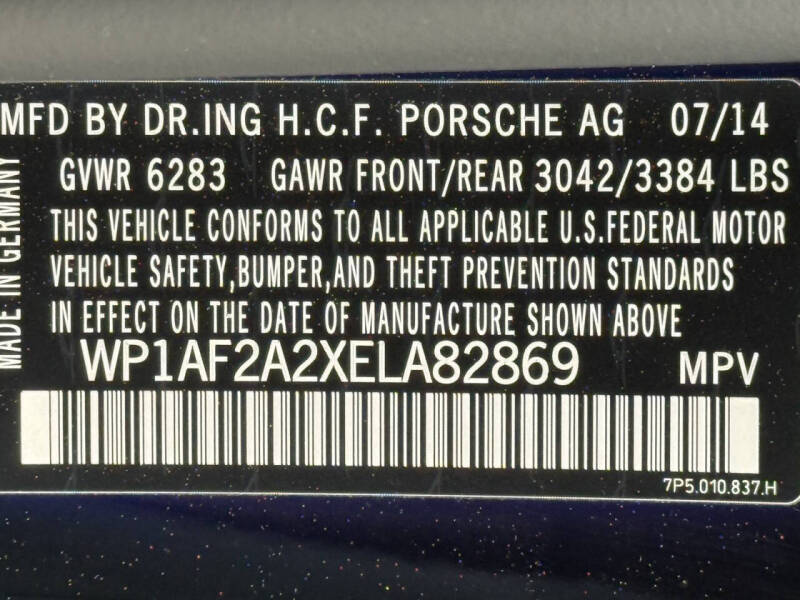 MFD BY DR.ING H.C.F. PORSCHE AG 07/14
GVWR 6283 GAWR FRONT/REAR 3042/3384 LBS
THIS VEHICLE CONFORMS TO ALL APPLICABLE U.S.FEDERAL MOTOR
VEHICLE SAFETY,BUMPER,AND THEFT PREVENTION STANDARDS
IN EFFECT ON THE DATE OF MANUFACTURE SHOWN ABOVE
MADE IN GERMANY
WP1AF2A2XELA82869 MPV
7P5.010.837.H